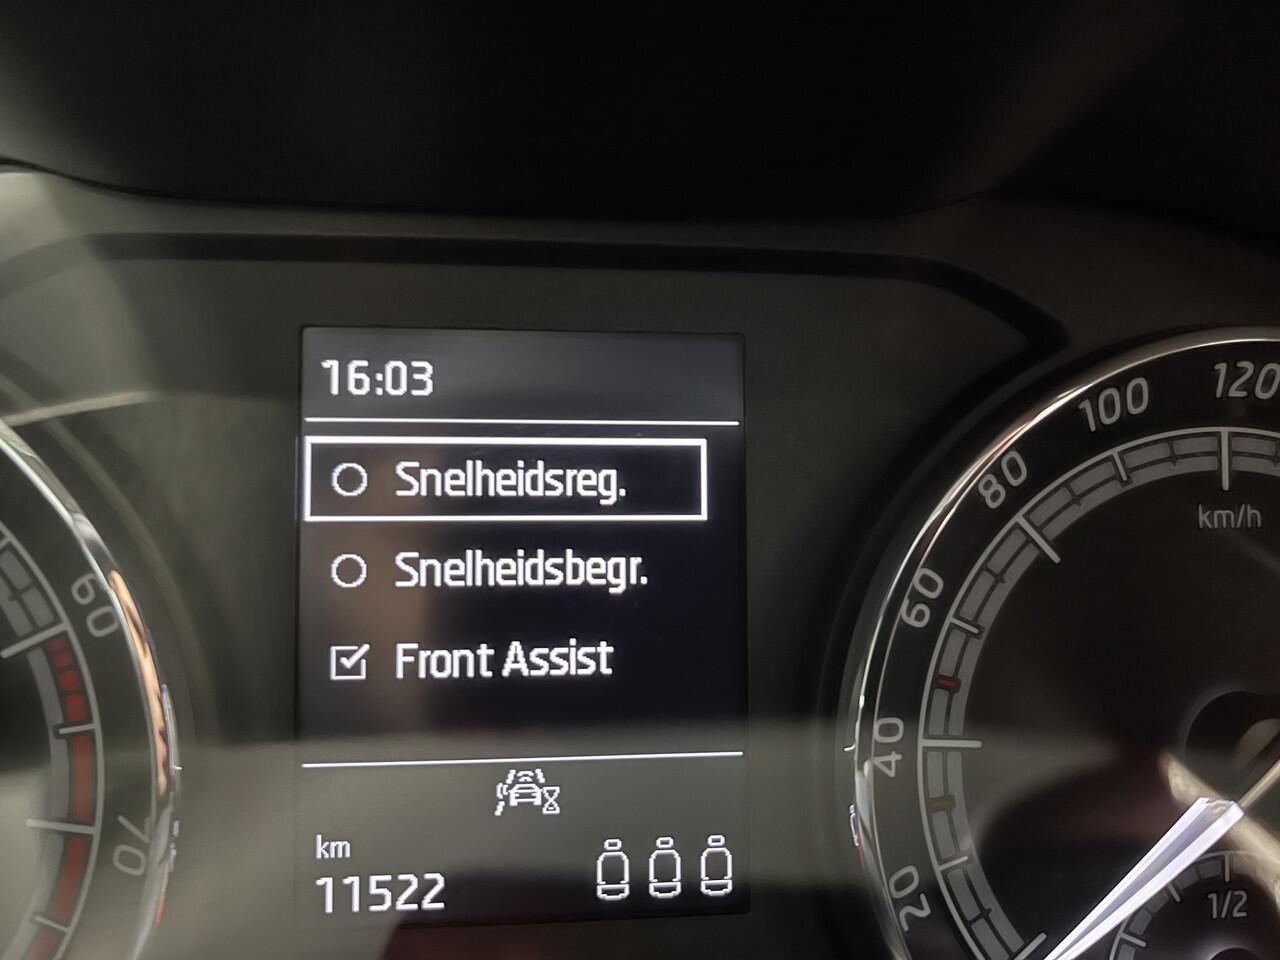 16:03
Snelheidsreg.
Snelheidsbegr.
Front Assist
km
11522
60
70
20
40
60
80
100
120
km/h
1/2